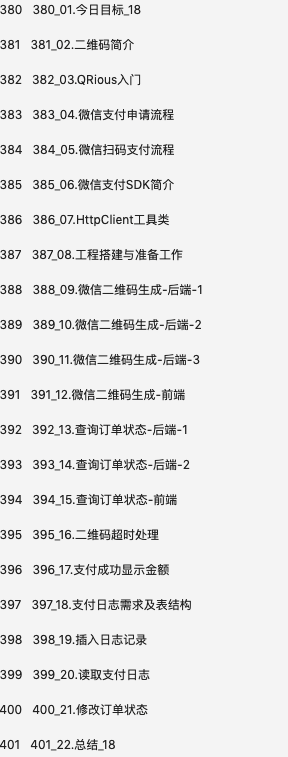 380 380_01.今日目标_18
381 381_02.二维码简介
382 382_03.QRious入门
383 383_04.微信支付申请流程
384 384_05.微信扫码支付流程
385 385_06.微信支付SDK简介
386 386_07.HttpClient工具类
387 387_08.工程搭建与准备工作
388 388_09.微信二维码生成-后端-1
389 389_10.微信二维码生成-后端-2
390 390_11.微信二维码生成-后端-3
391 391_12.微信二维码生成-前端
392 392_13.查询订单状态-后端-1
393 393_14.查询订单状态-后端-2
394 394_15.查询订单状态-前端
395 395_16.二维码超时处理
396 396_17.支付成功显示金额
397 397_18.支付日志需求及表结构
398 398_19.插入日志记录
399 399_20.读取支付日志
400 400_21.修改订单状态
401 401_22.总结_18